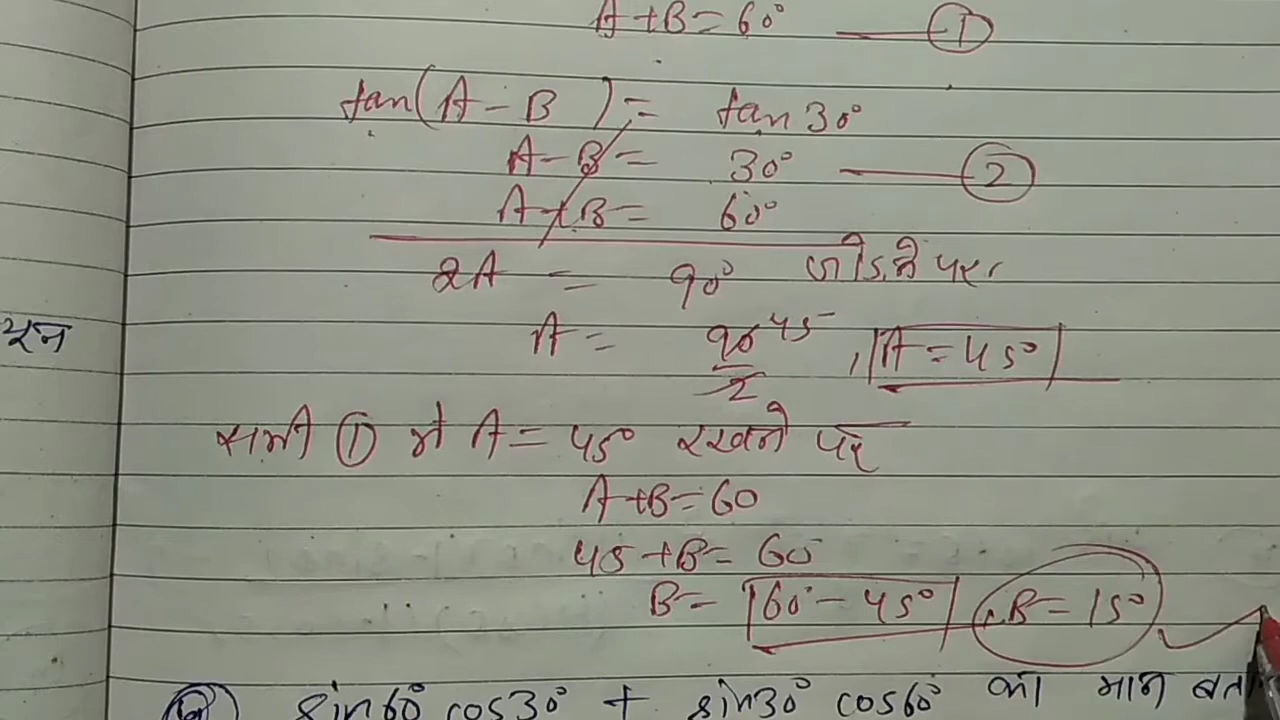 A+B=60° ——①
tan(A-B) = tan30°
A-B = 30° ——②
A+B = 60°
2A = 90° जोडने पर
A = 90/2 45, A=45°
समी ① में A=45° रखने पर
A+B=60
45+B=60
B= 60°-45°, B=15°
sin60° cos30° + sin30° cos60° का मान